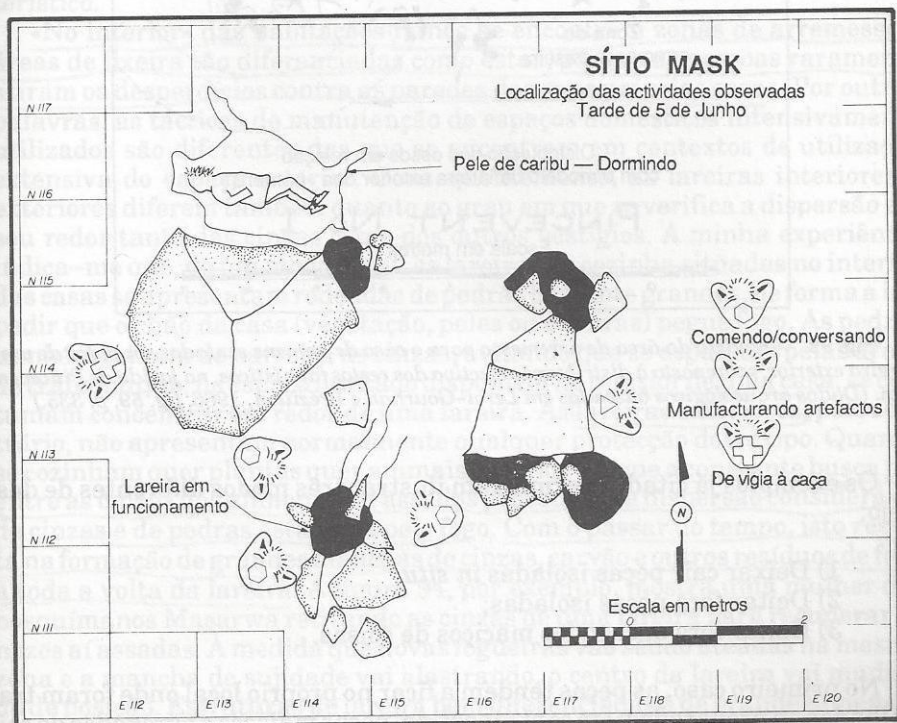 SÍTIO MASK
Localização das actividades observadas
Tarde de 5 de Junho
Pele de caribu — Dormindo
Comendo/conversando
Manufacturando artefactos
De vigia à caça
Lareira em
funcionamento
N
Escala em metros
0
2
N 117
N 116
N 115
N 114
N 113
N 112
N 111
E 112
E 113
E 114
E 115
E 116
E 117
E 118
E 119
E 120